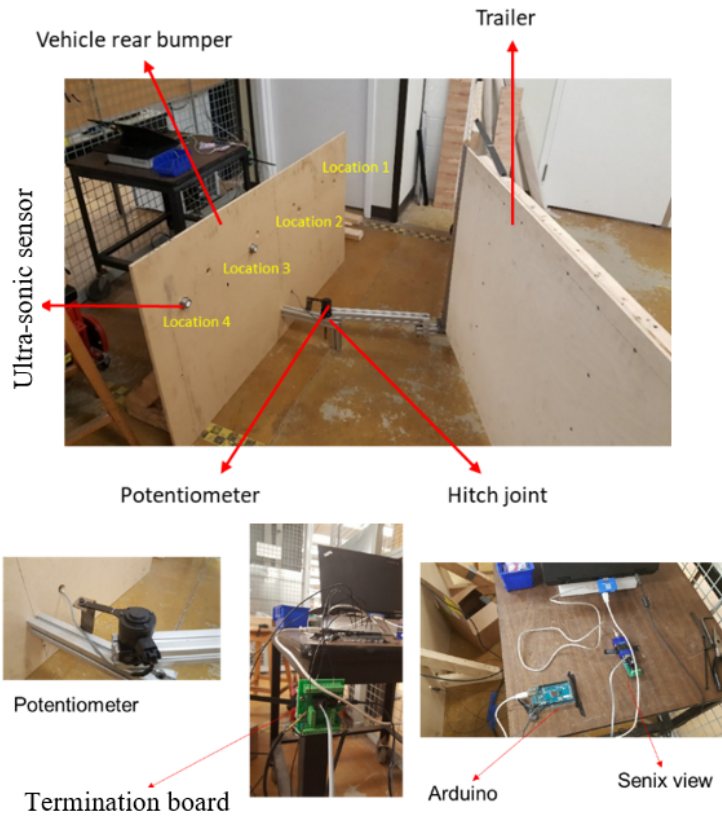 Vehicle rear bumper
Trailer
Location 1
Location 2
Location 3
Location 4
Ultra-sonic sensor
Potentiometer
Hitch joint
Potentiometer
Termination board
Arduino
Senix view